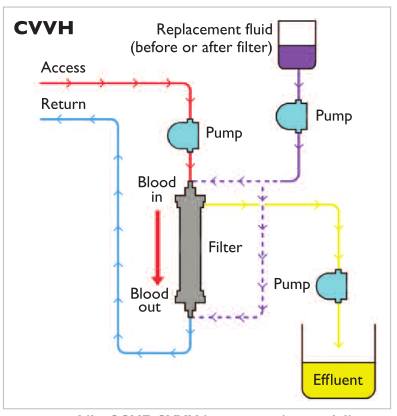 CVVH
Replacement fluid
(before or after filter)
Access
Return
Pump
Pump
Blood
in
Filter
Blood
out
Pump
Effluent